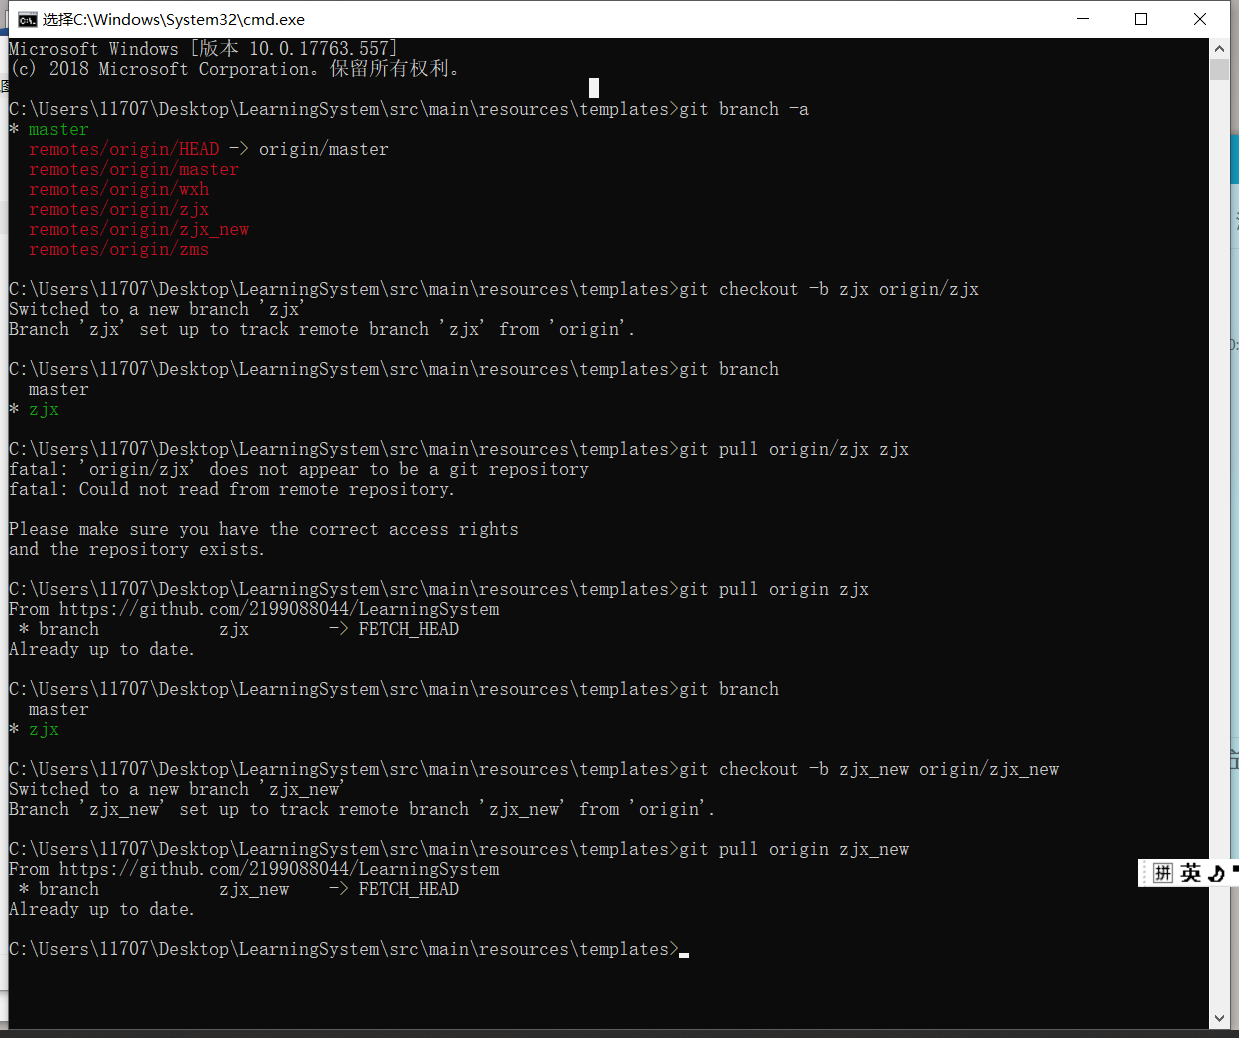 选择C:\Windows\System32\cmd.exe
Microsoft Windows [版本 10.0.17763.557]
(c) 2018 Microsoft Corporation。保留所有权利。
C:\Users\11707\Desktop\LearningSystem\src\main\resources\templates>git branch -a
* master
remotes/origin/HEAD -> origin/master
remotes/origin/master
remotes/origin/wxh
remotes/origin/zjx
remotes/origin/zjx_new
remotes/origin/zms
C:\Users\11707\Desktop\LearningSystem\src\main\resources\templates>git checkout -b zjx origin/zjx
Switched to a new branch 'zjx'
Branch 'zjx' set up to track remote branch 'zjx' from 'origin'.
C:\Users\11707\Desktop\LearningSystem\src\main\resources\templates>git branch
master
* zjx
C:\Users\11707\Desktop\LearningSystem\src\main\resources\templates>git pull origin/zjx zjx
fatal: 'origin/zjx' does not appear to be a git repository
fatal: Could not read from remote repository.
Please make sure you have the correct access rights
and the repository exists.
C:\Users\11707\Desktop\LearningSystem\src\main\resources\templates>git pull origin zjx
From https://github.com/2199088044/LearningSystem
* branch zjx -> FETCH_HEAD
Already up to date.
C:\Users\11707\Desktop\LearningSystem\src\main\resources\templates>git branch
master
* zjx
C:\Users\11707\Desktop\LearningSystem\src\main\resources\templates>git checkout -b zjx_new origin/zjx_new
Switched to a new branch 'zjx_new'
Branch 'zjx_new' set up to track remote branch 'zjx_new' from 'origin'.
C:\Users\11707\Desktop\LearningSystem\src\main\resources\templates>git pull origin zjx_new
From https://github.com/2199088044/LearningSystem
* branch zjx_new -> FETCH_HEAD
Already up to date.
C:\Users\11707\Desktop\LearningSystem\src\main\resources\templates>
拼 英